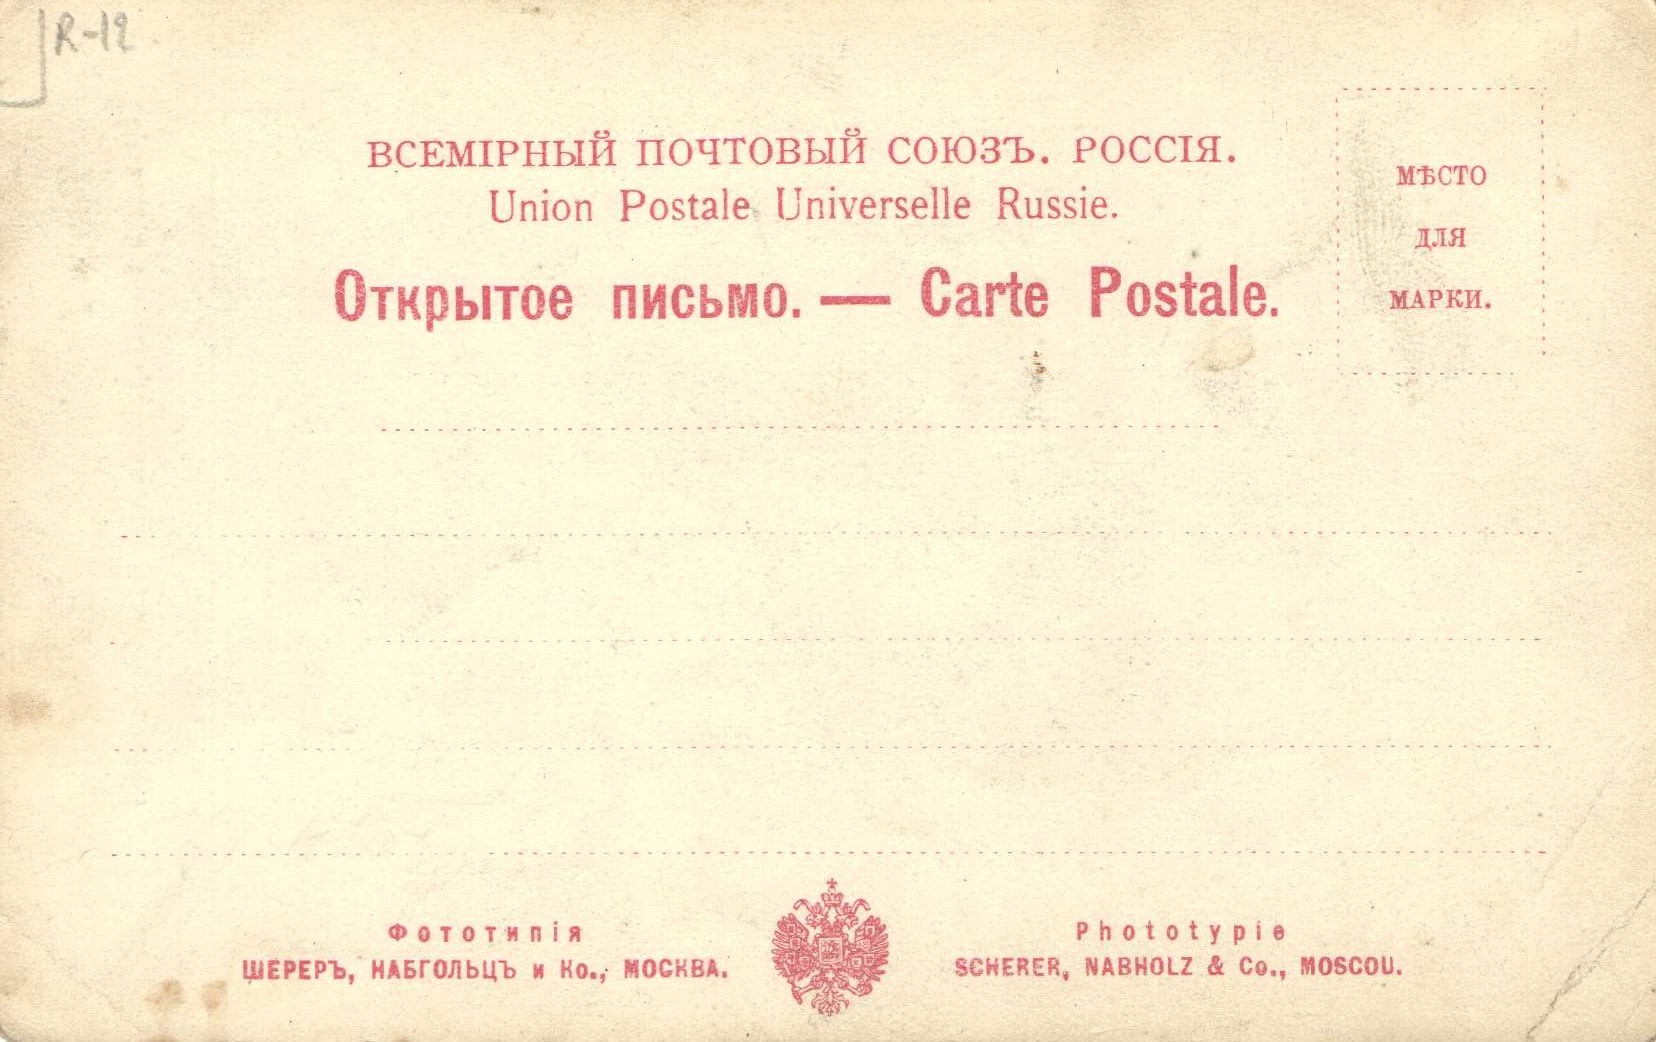 R-12
ВСЕМІРНЫЙ ПОЧТОВЫЙ СОЮЗЪ. РОССІЯ.
Union Postale Universelle Russie.
Открытое письмо. — Carte Postale.
МѢСТО
ДЛЯ
МАРКИ.
Фототипія
ШЕРЕРЪ, НАБГОЛЬЦЪ и Ко., МОСКВА.
Phototypie
SCHERER, NABHOLZ & Co., MOSCOU.